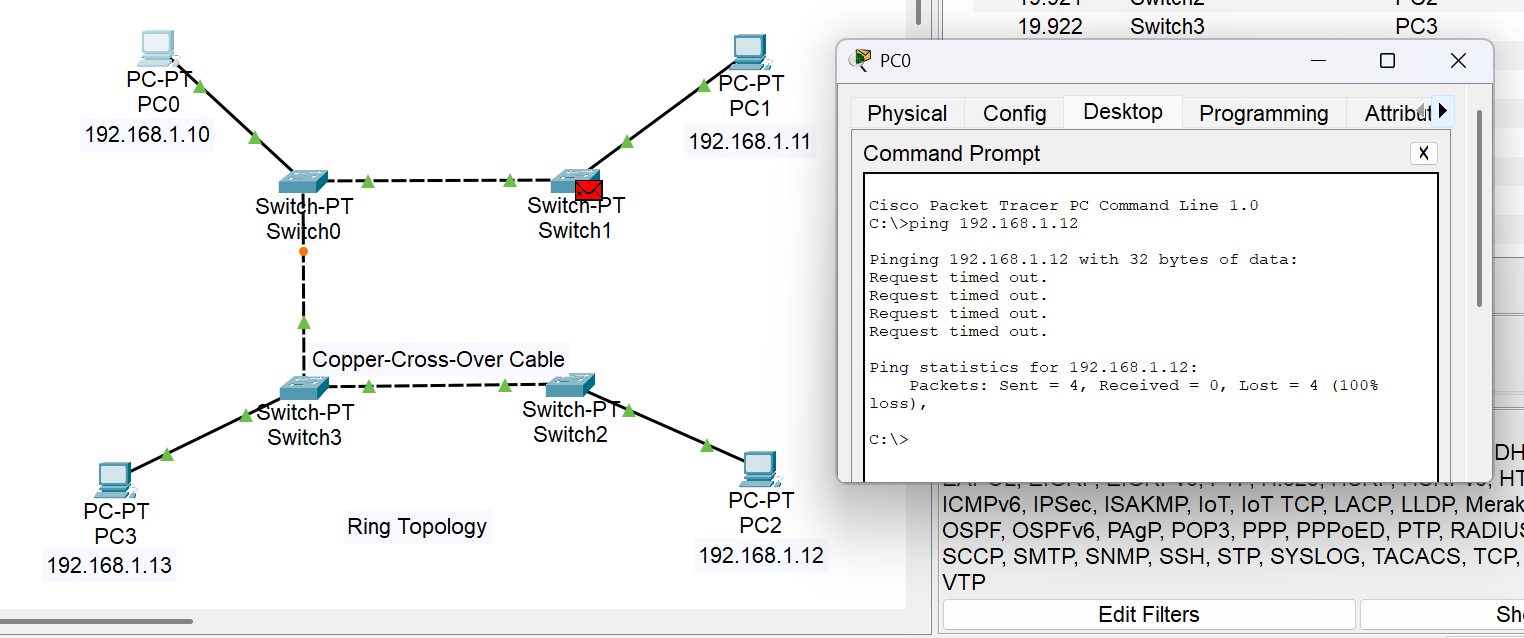 PC-PT
PC0
192.168.1.10
PC-PT
PC1
192.168.1.11
Switch-PT
Switch0
Switch-PT
Switch1
Copper-Cross-Over Cable
Switch-PT
Switch3
Switch-PT
Switch2
PC-PT
PC3
192.168.1.13
Ring Topology
PC-PT
PC2
192.168.1.12
19.921 Switch2 PC2
19.922 Switch3 PC3
PC0
Physical Config Desktop Programming Attribut
Command Prompt X
Cisco Packet Tracer PC Command Line 1.0
C:\>ping 192.168.1.12
Pinging 192.168.1.12 with 32 bytes of data:
Request timed out.
Request timed out.
Request timed out.
Request timed out.
Ping statistics for 192.168.1.12:
Packets: Sent = 4, Received = 0, Lost = 4 (100%
loss),
C:\>
ICMPv6, IPSec, ISAKMP, IoT, IoT TCP, LACP, LLDP, Merak
OSPF, OSPFv6, PAgP, POP3, PPP, PPPoED, PTP, RADIUS
SCCP, SMTP, SNMP, SSH, STP, SYSLOG, TACACS, TCP,
VTP
Edit Filters Sh